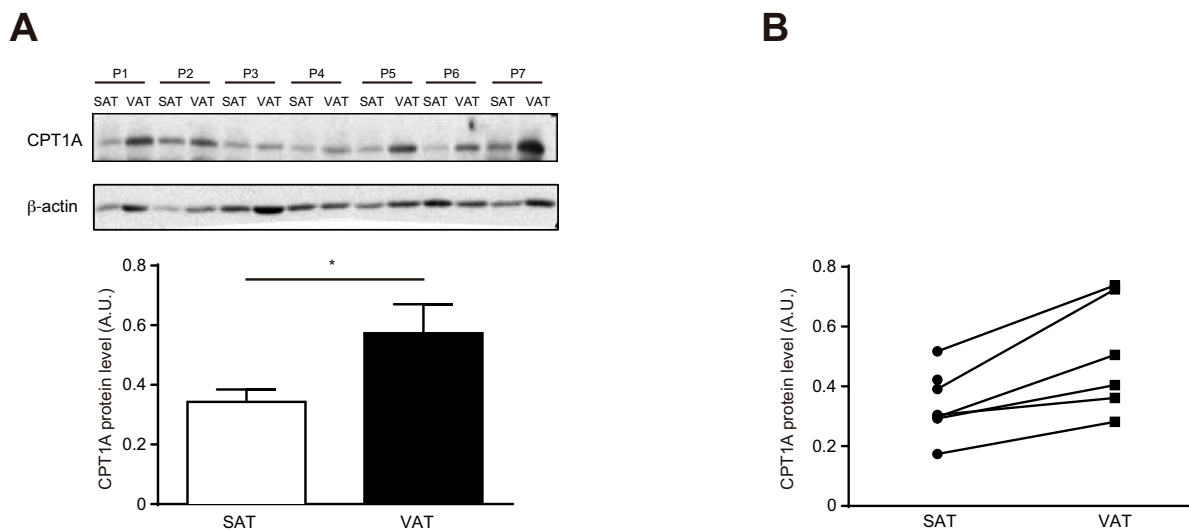 A
B
P1 P2 P3 P4 P5 P6 P7
SAT VAT SAT VAT SAT VAT SAT VAT SAT VAT SAT VAT SAT VAT
CPT1A
β-actin
CPT1A protein level (A.U.)
0.8
0.6
0.4
0.2
0
*
SAT VAT
CPT1A protein level (A.U.)
0.8
0.6
0.4
0.2
0
SAT VAT